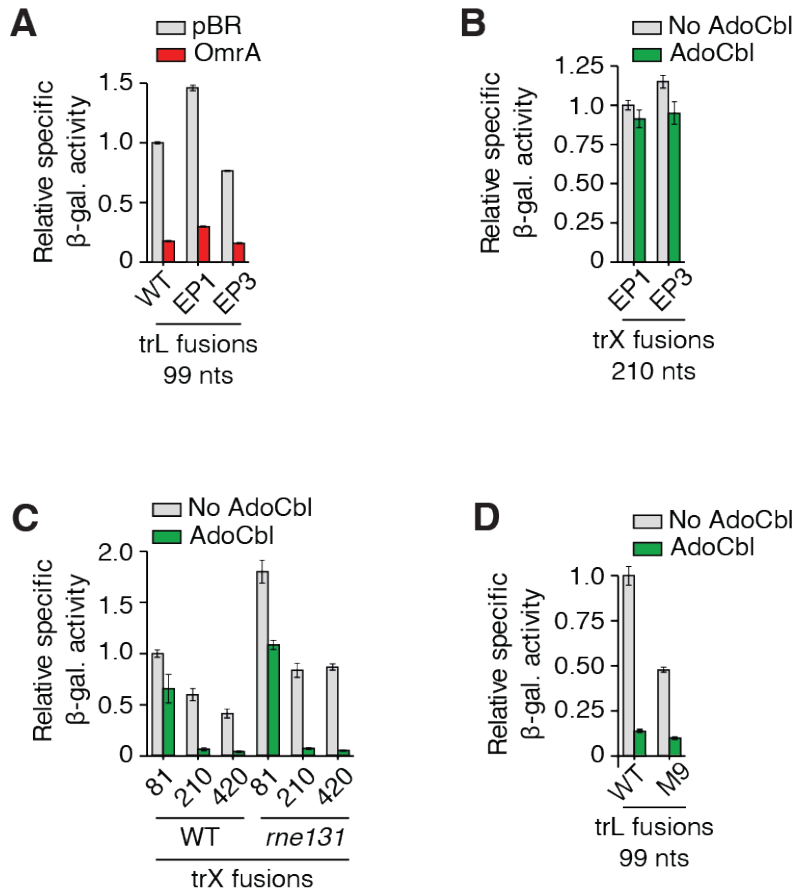 A
pBR
OmrA
Relative specific
β-gal. activity
1.5
1.0
0.5
0
WT
EP1
EP3
trL fusions
99 nts
B
No AdoCbl
AdoCbl
Relative specific
β-gal. activity
1.25
1.0
0.75
0.50
0.25
0
EP1
EP3
trX fusions
210 nts
C
No AdoCbl
AdoCbl
Relative specific
β-gal. activity
2.0
1.5
1.0
0.5
0
81
210
420
81
210
420
WT
rne131
trX fusions
D
No AdoCbl
AdoCbl
Relative specific
β-gal. activity
1.0
0.75
0.50
0.25
0
WT
M9
trL fusions
99 nts